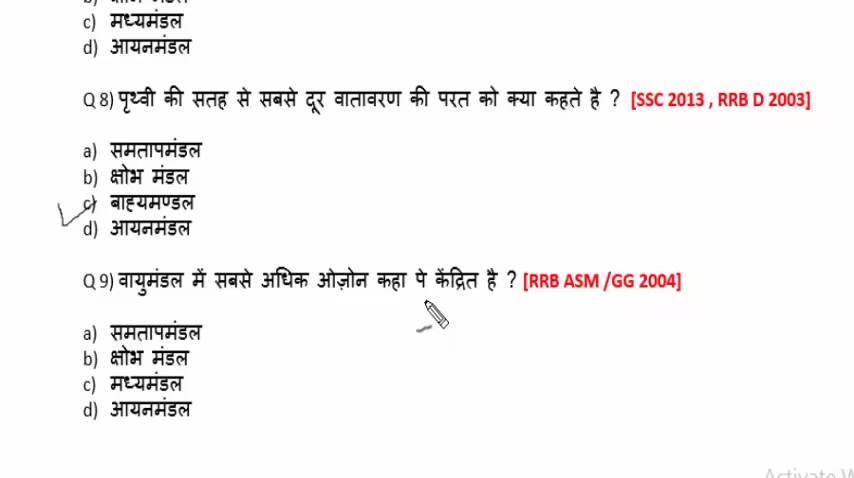 c) मध्यमंडल
d) आयनमंडल
Q 8) पृथ्वी की सतह से सबसे दूर वातावरण की परत को क्या कहते है ? [SSC 2013 , RRB D 2003]
a) समतापमंडल
b) क्षोभ मंडल
c) बाह्यमण्डल
d) आयनमंडल
Q 9) वायुमंडल में सबसे अधिक ओज़ोन कहा पे केंद्रित है ? [RRB ASM /GG 2004]
a) समतापमंडल
b) क्षोभ मंडल
c) मध्यमंडल
d) आयनमंडल